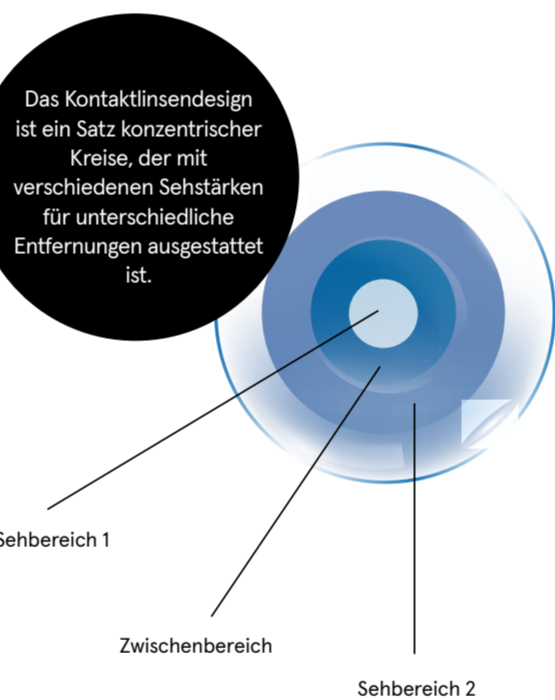 Das Kontaktlinsendesign
ist ein Satz konzentrischer
Kreise, der mit
verschiedenen Sehstärken
für unterschiedliche
Entfernungen ausgestattet
ist.
Sehbereich 1
Zwischenbereich
Sehbereich 2